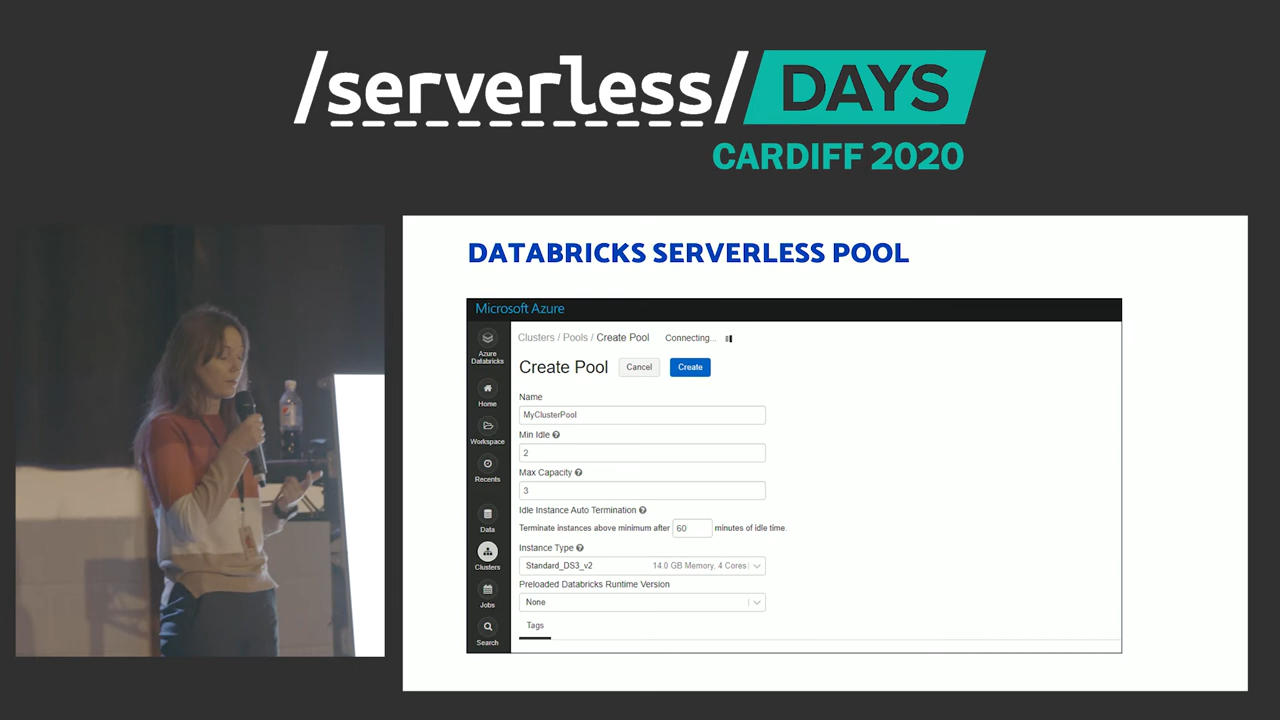 /serverless/ DAYS
CARDIFF 2020
DATABRICKS SERVERLESS POOL
Microsoft Azure
Clusters / Pools / Create Pool Connecting...
Create Pool Cancel Create
Name
MyClusterPool
Min Idle
2
Max Capacity
3
Idle Instance Auto Termination
Terminate instances above minimum after 60 minutes of idle time.
Instance Type
Standard_DS3_v2 14.0 GB Memory, 4 Cores
Preloaded Databricks Runtime Version
None
Tags
Azure
Databricks
Home
Workspace
Recents
Data
Clusters
Jobs
Search